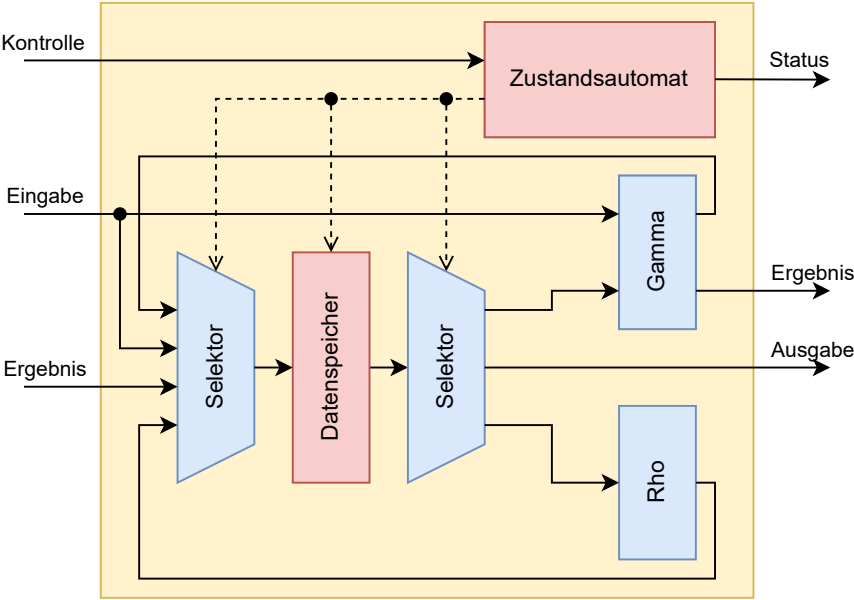 Kontrolle
Zustandsautomat
Status
Eingabe
Gamma
Ergebnis
Ergebnis
Selektor
Datenspeicher
Selektor
Ausgabe
Rho